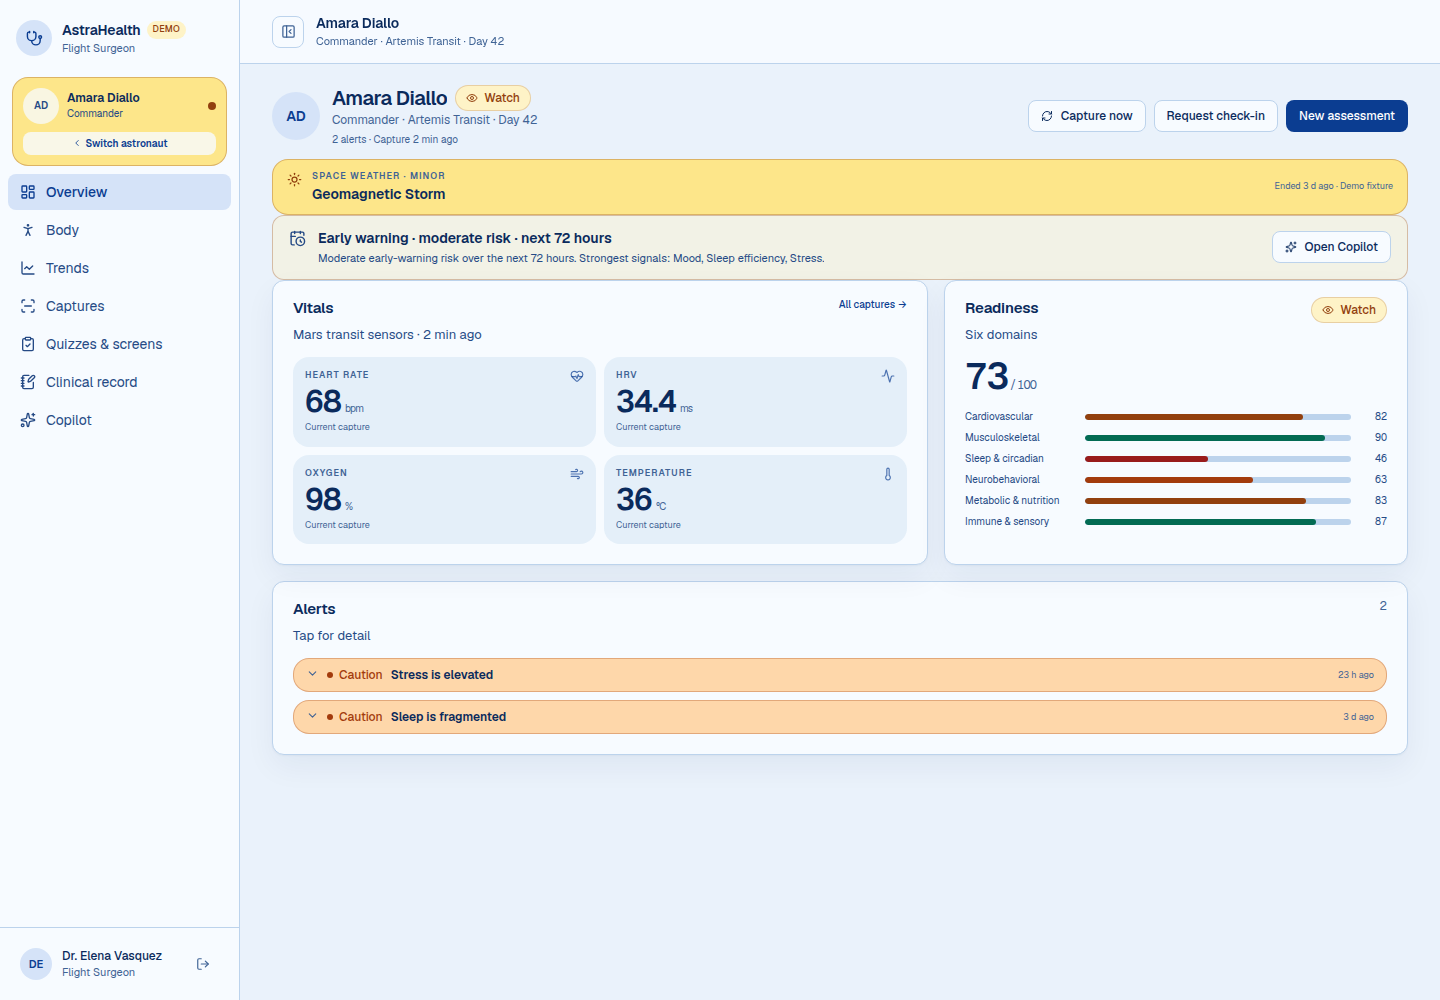 AstraHealth DEMO
Flight Surgeon
AD
Amara Diallo
Commander
Switch astronaut
Overview
Body
Trends
Captures
Quizzes & screens
Clinical record
Copilot
DE
Dr. Elena Vasquez
Flight Surgeon
Amara Diallo
Commander · Artemis Transit · Day 42
AD
Amara Diallo Watch
Commander · Artemis Transit · Day 42
2 alerts · Capture 2 min ago
Capture now
Request check-in
New assessment
SPACE WEATHER · MINOR
Geomagnetic Storm
Ended 3 d ago · Demo fixture
Early warning · moderate risk · next 72 hours
Moderate early-warning risk over the next 72 hours. Strongest signals: Mood, Sleep efficiency, Stress.
Open Copilot
Vitals
All captures →
Mars transit sensors · 2 min ago
HEART RATE
68 bpm
Current capture
HRV
34.4 ms
Current capture
OXYGEN
98 %
Current capture
TEMPERATURE
36 °C
Current capture
Readiness
Watch
Six domains
73 / 100
Cardiovascular 82
Musculoskeletal 90
Sleep & circadian 46
Neurobehavioral 63
Metabolic & nutrition 83
Immune & sensory 87
Alerts
2
Tap for detail
Caution Stress is elevated 23 h ago
Caution Sleep is fragmented 3 d ago